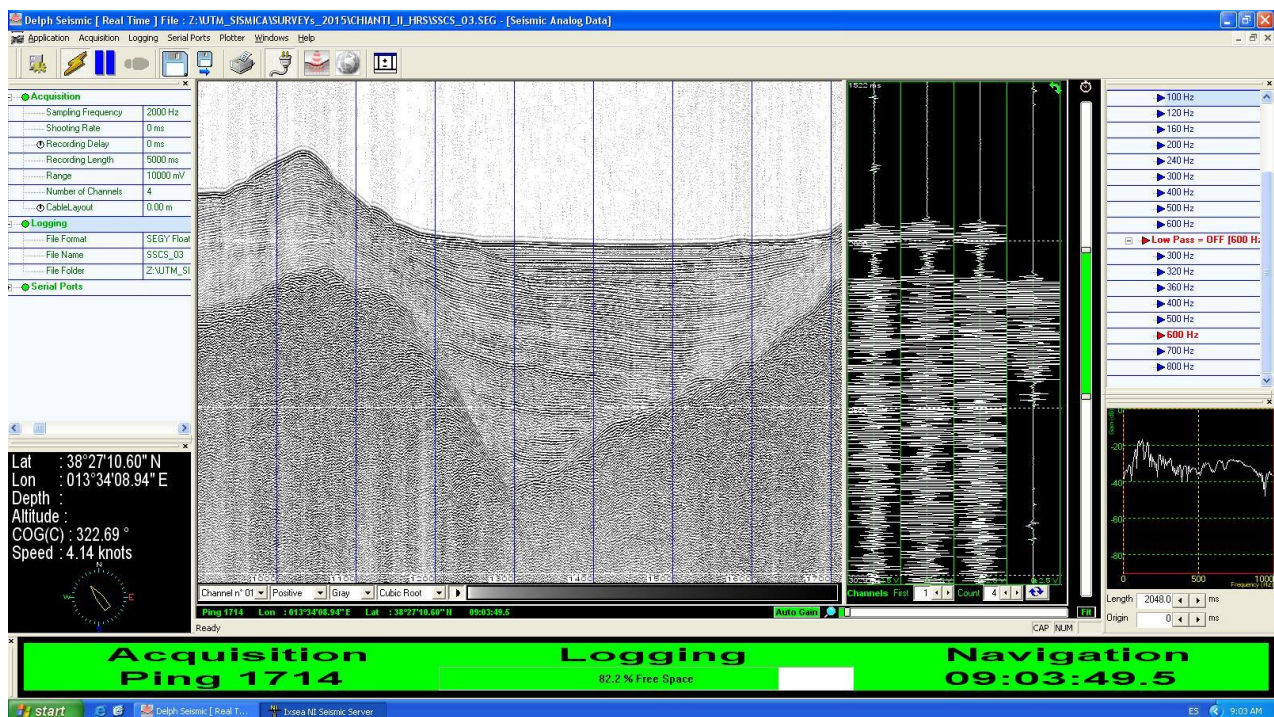 Delph Seismic [ Real Time ] File : Z:\UTM_SISMICA\SURVEYs_2015\CHIANTI_II_HRS\SSCS_03.SEG - [Seismic Analog Data]
Application Acquisition Logging Serial Ports Plotter Windows Help
Acquisition
Sampling Frequency 2000 Hz
Shooting Rate 0 ms
Recording Delay 0 ms
Recording Length 5000 ms
Range 10000 mV
Number of Channels 4
CableLayout 0.00 m
Logging
File Format SEGY Float
File Name SSCS_03
File Folder Z:\UTM_SI
Serial Ports
Lat : 38°27'10.60" N
Lon : 013°34'08.94" E
Depth :
Altitude :
COG(C) : 322.69 °
Speed : 4.14 knots
N
E
1522 ms
Channel n° 01 Positive Gray Cubic Root
Channels First 1 Count 4
Ping 1714 Lon : 013°34'08.94" E Lat : 38°27'10.60" N 09:03:49.5 Auto Gain Fit
Ready CAP NUM
100 Hz
120 Hz
160 Hz
200 Hz
240 Hz
300 Hz
400 Hz
500 Hz
600 Hz
Low Pass = OFF [600 Hz
300 Hz
320 Hz
360 Hz
400 Hz
500 Hz
600 Hz
700 Hz
800 Hz
0
-20
-40
-60
-80
0 500 1000
Frequency (Hz)
Length 2048.0 ms
Origin 0 ms
Acquisition Logging Navigation
Ping 1714 82.2 % Free Space 09:03:49.5
start Delph Seismic [ Real T... Ixsea NI Seismic Server ES 9:03 AM